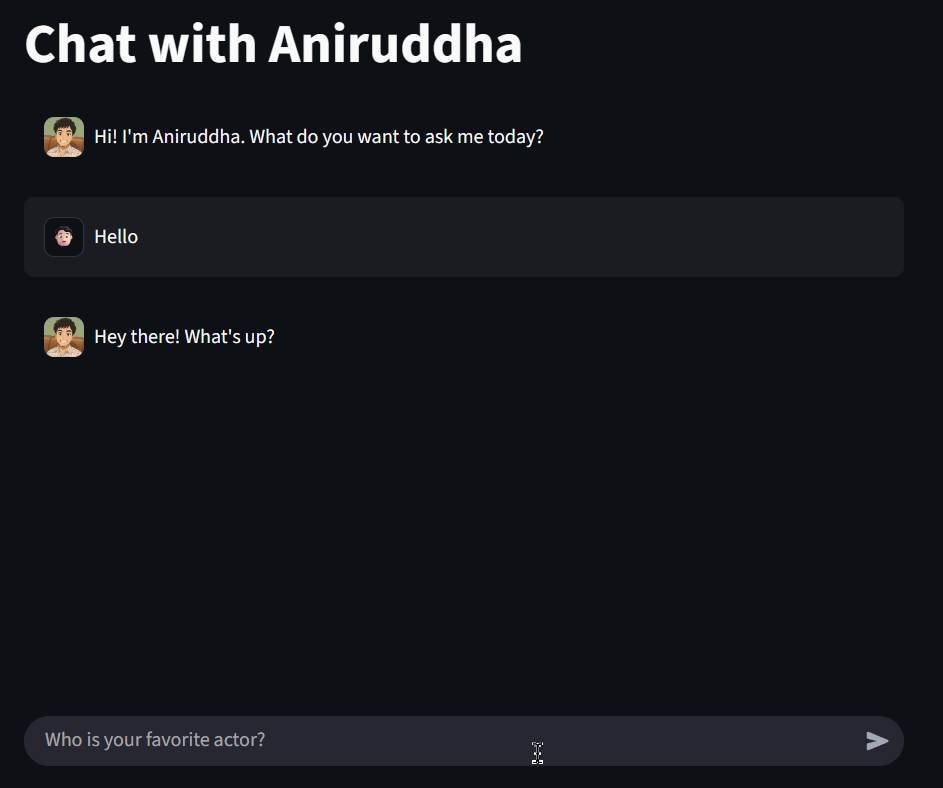 Chat with Aniruddha
Hi! I'm Aniruddha. What do you want to ask me today?
Hello
Hey there! What's up?
Who is your favorite actor?